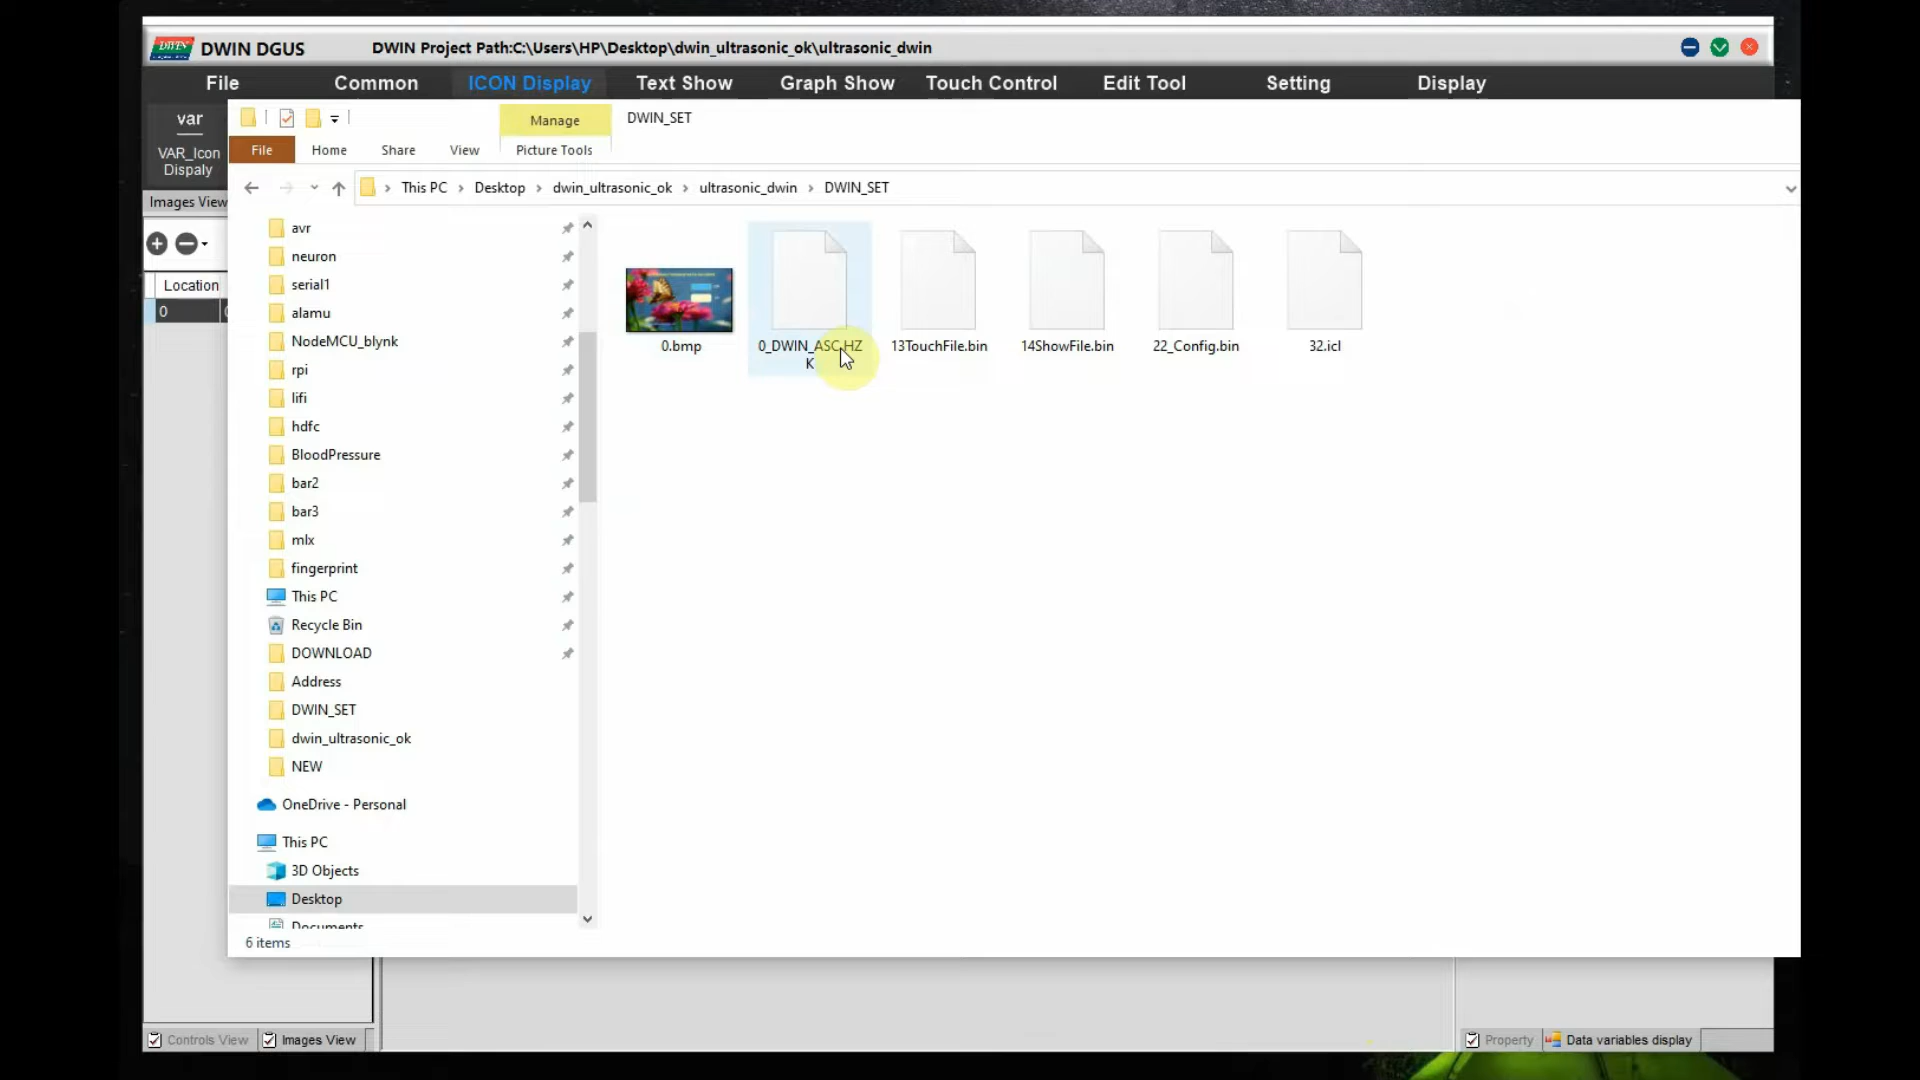 DWIN DWIN DGUS DWIN Project Path:C:\Users\HP\Desktop\dwin_ultrasonic_ok\ultrasonic_dwin
File Common ICON Display Text Show Graph Show Touch Control Edit Tool Setting Display
var
VAR_Icon
Dispaly
Manage DWIN_SET
File Home Share View Picture Tools
This PC Desktop dwin_ultrasonic_ok ultrasonic_dwin DWIN_SET
Images View
Location
0
avr
neuron
serial1
alamu
NodeMCU_blynk
rpi
lifi
hdfc
BloodPressure
bar2
bar3
mlx
fingerprint
This PC
Recycle Bin
DOWNLOAD
Address
DWIN_SET
dwin_ultrasonic_ok
NEW
OneDrive - Personal
This PC
3D Objects
Desktop
Documents
6 items
0.bmp
0_DWIN_ASC.HZ
K
13TouchFile.bin
14ShowFile.bin
22_Config.bin
32.icl
Controls View Images View
Property Data variables display